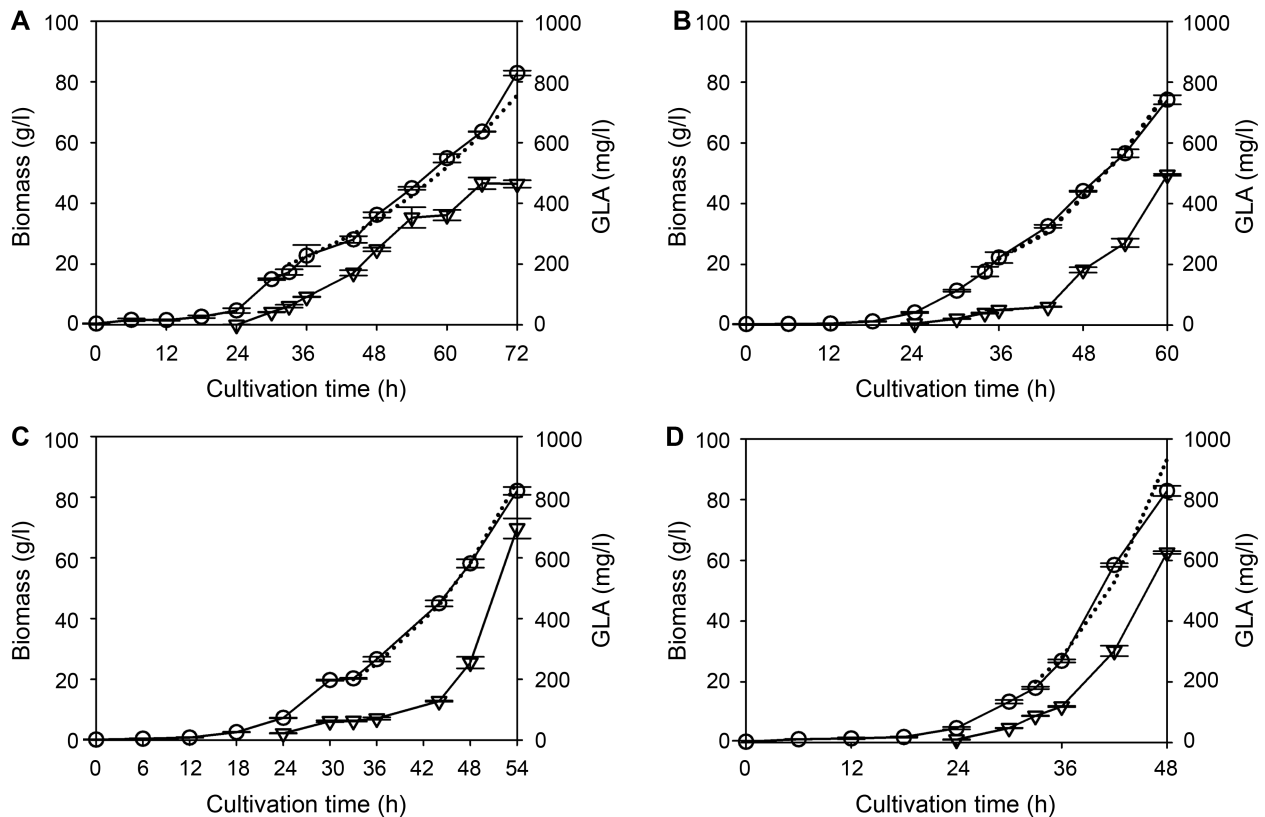 A
B
100 1000 100 1000
80 800 80 800
60 600 60 600
40 400 40 400
20 200 20 200
0 0 0 0
Biomass (g/l) GLA (mg/l) Biomass (g/l) GLA (mg/l)
0 12 24 36 48 60 72 0 12 24 36 48 60
Cultivation time (h) Cultivation time (h)
C
D
100 1000 100 1000
80 800 80 800
60 600 60 600
40 400 40 400
20 200 20 200
0 0 0 0
Biomass (g/l) GLA (mg/l) Biomass (g/l) GLA (mg/l)
0 6 12 18 24 30 36 42 48 54 0 12 24 36 48
Cultivation time (h) Cultivation time (h)